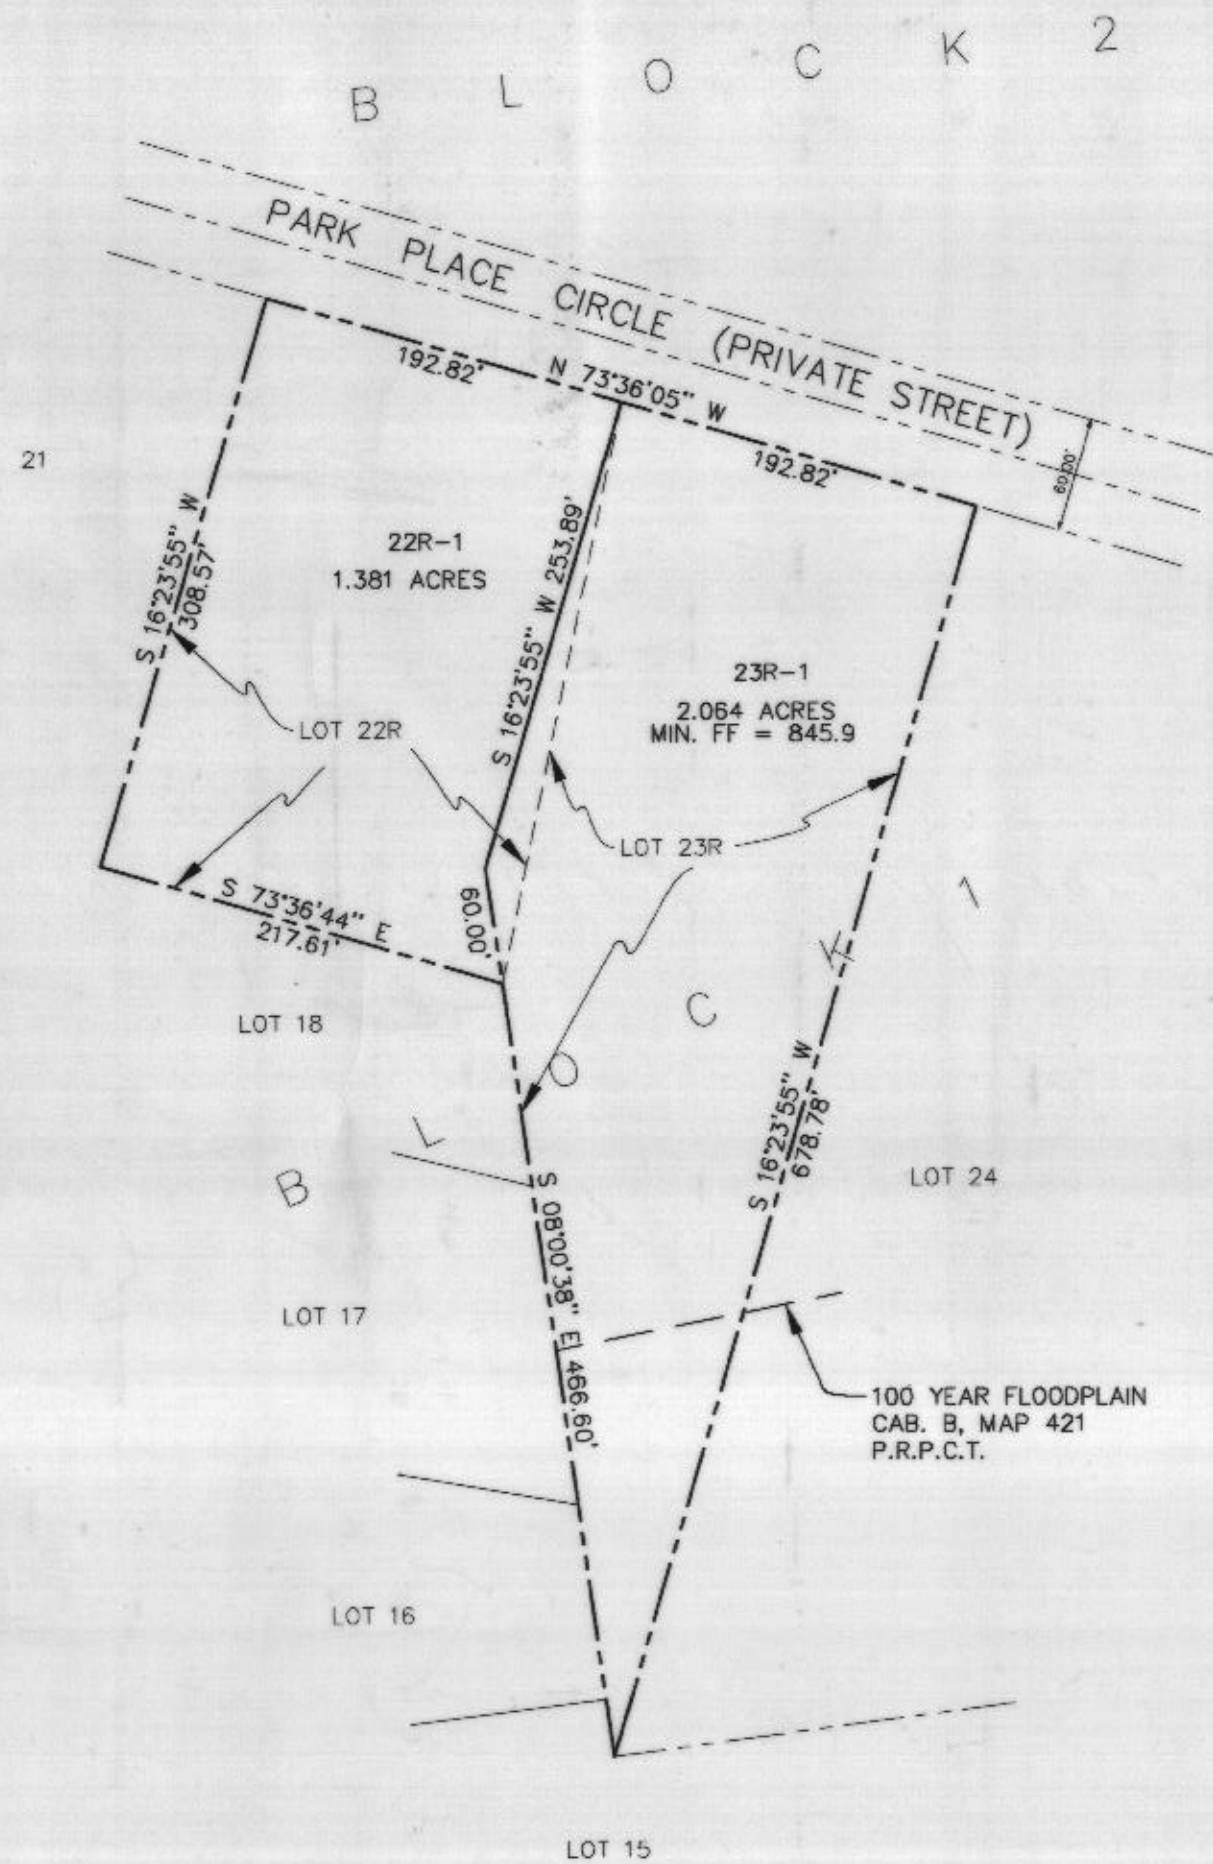 B L O C K 2
PARK PLACE CIRCLE (PRIVATE STREET)
192.82'
N 73°36'05" W
192.82'
60.00'
21
S 16°23'55" W
308.57'
22R-1
1.381 ACRES
S 16°23'55" W 253.89'
23R-1
2.064 ACRES
MIN. FF = 845.9
LOT 22R
LOT 23R
S 73°36'44" E
217.61'
60.00'
LOT 18
B L O C K 1
S 16°23'55" W
678.78'
LOT 24
S 08°00'38" E 466.60'
LOT 17
100 YEAR FLOODPLAIN
CAB. B, MAP 421
P.R.P.C.T.
LOT 16
LOT 15